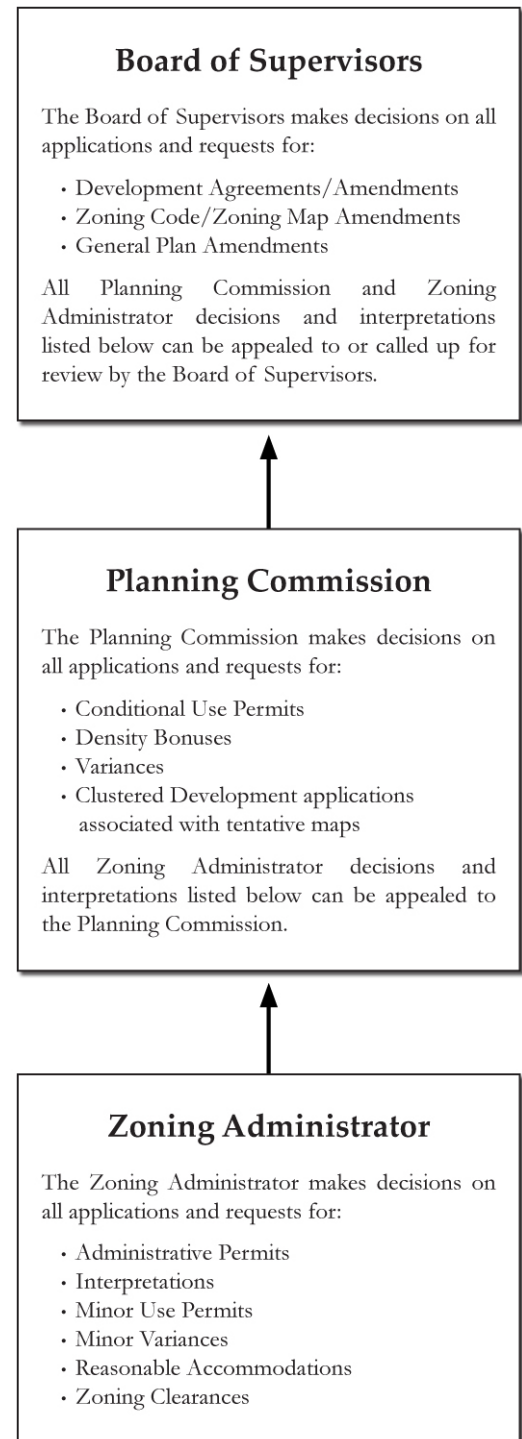 Board of Supervisors
The Board of Supervisors makes decisions on all
applications and requests for:
• Development Agreements/Amendments
• Zoning Code/Zoning Map Amendments
• General Plan Amendments
All Planning Commission and Zoning
Administrator decisions and interpretations
listed below can be appealed to or called up for
review by the Board of Supervisors.
Planning Commission
The Planning Commission makes decisions on
all applications and requests for:
• Conditional Use Permits
• Density Bonuses
• Variances
• Clustered Development applications
associated with tentative maps
All Zoning Administrator decisions and
interpretations listed below can be appealed to
the Planning Commission.
Zoning Administrator
The Zoning Administrator makes decisions on
all applications and requests for:
• Administrative Permits
• Interpretations
• Minor Use Permits
• Minor Variances
• Reasonable Accommodations
• Zoning Clearances